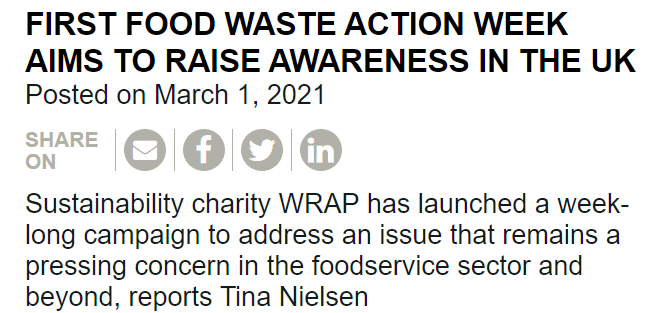 FIRST FOOD WASTE ACTION WEEK
AIMS TO RAISE AWARENESS IN THE UK
Posted on March 1, 2021
SHARE
ON
Sustainability charity WRAP has launched a week-
long campaign to address an issue that remains a
pressing concern in the foodservice sector and
beyond, reports Tina Nielsen